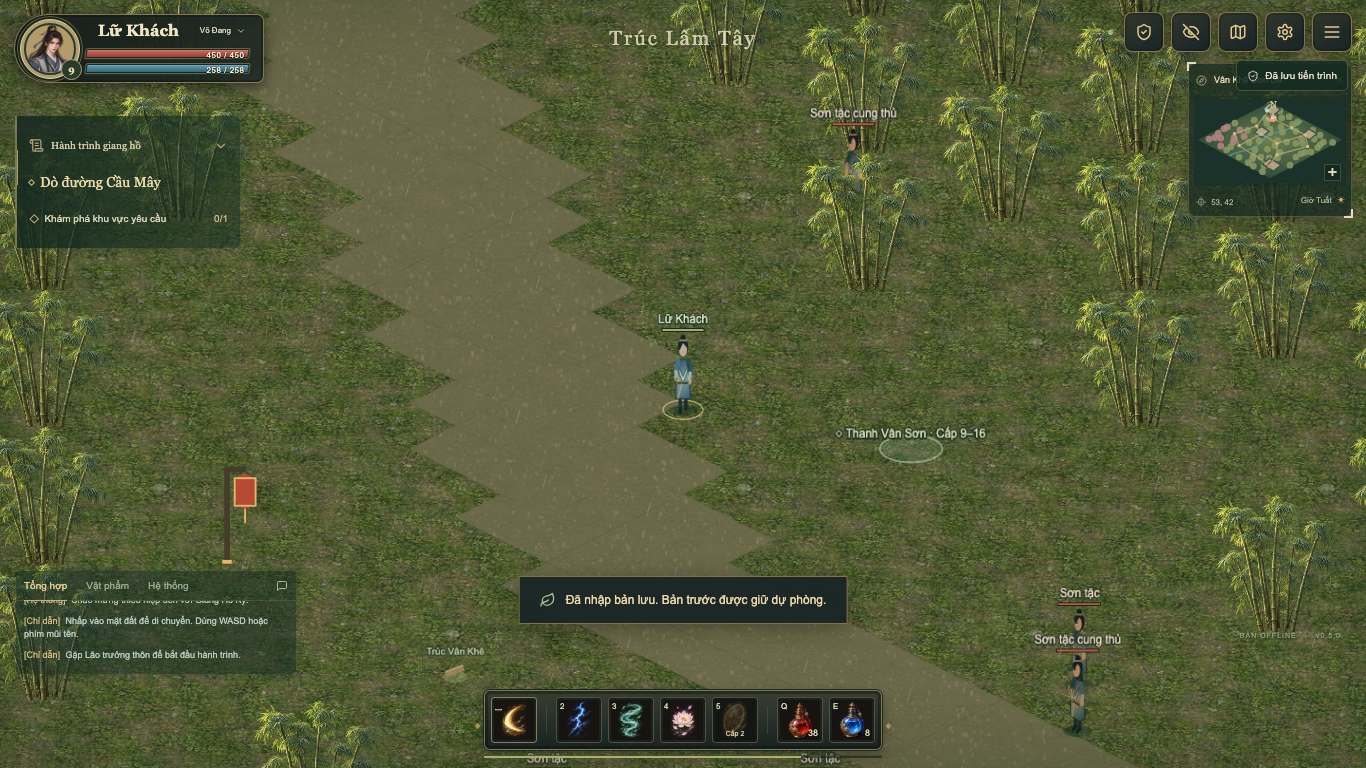 Lữ Khách
Võ Đang
450 / 450
258 / 258
9
Trúc Lâm Tây
Đã lưu tiến trình
Vân
N
53, 42
Giờ Tuất
Hành trình giang hồ
Dò đường Cầu Mây
Khám phá khu vực yêu cầu 0/1
Sơn tặc cung thủ
Lữ Khách
Thanh Vân Sơn · Cấp 9–16
Tổng hợp Vật phẩm Hệ thống
[Chỉ dẫn] Nhấp vào mặt đất để di chuyển. Dùng WASD hoặc
phím mũi tên.
[Chỉ dẫn] Gặp Lão trưởng thôn để bắt đầu hành trình.
Đã nhập bản lưu. Bản trước được giữ dự phòng.
Sơn tặc
Sơn tặc cung thủ
BẢN OFFLINE — v0.5.0
Trúc Vân Khê
2 3 4 5 Q E
Cấp 2 38 8
Sơn tặc Sơn tặc